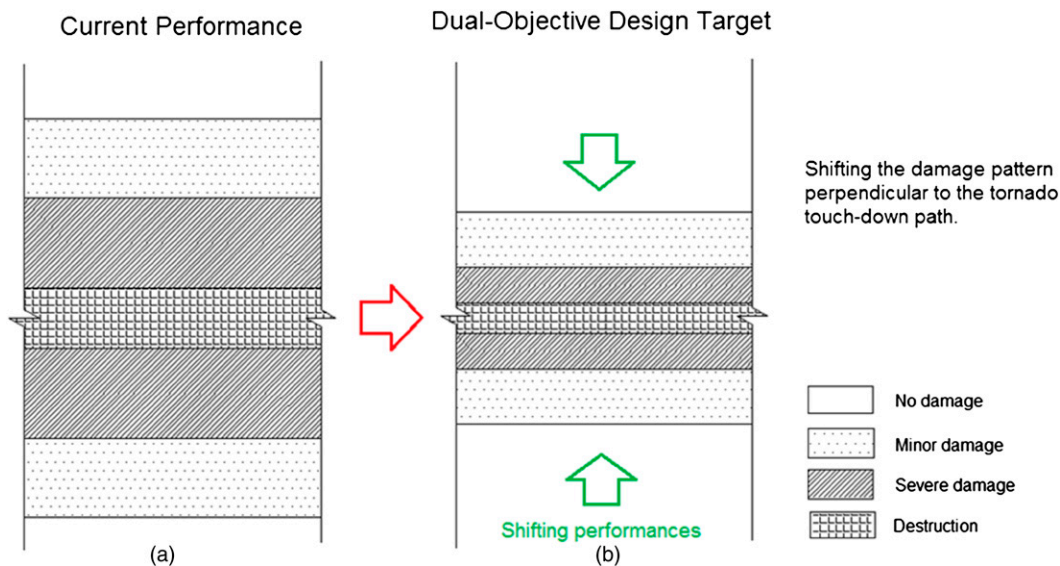 Current Performance
Dual-Objective Design Target
Shifting the damage pattern
perpendicular to the tornado
touch-down path.
No damage
Minor damage
Severe damage
Destruction
Shifting performances
(a)
(b)